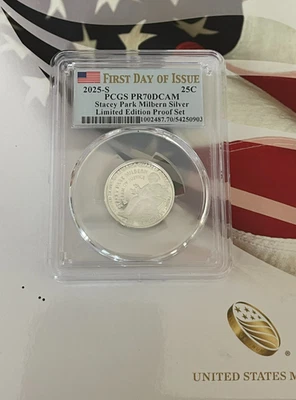 FIRST DAY OF ISSUE
2025-S 25C
PCGS PR70DCAM
Stacey Park Milbern Silver
Limited Edition Proof Set
1002487.70/54250902
UNITED STATES M